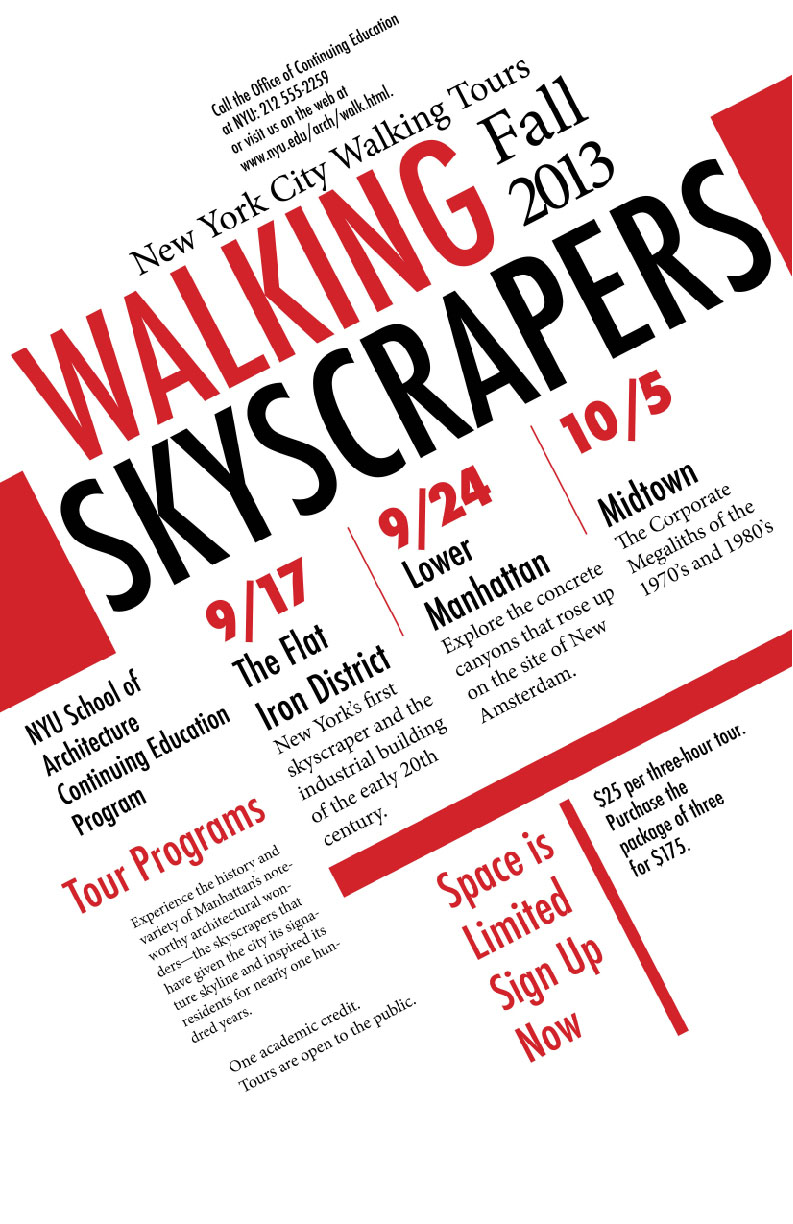 Call the Office of Continuing Education
at NYU: 212 555-2259
or visit us on the web at
www.nyu.edu/arch/walk.html.
New York City Walking Tours
WALKING
Fall
2013
SKYSCRAPERS
9/17
The Flat
Iron District
New York's first
skyscraper and the
industrial building
of the early 20th
century.
9/24
Lower
Manhattan
Explore the concrete
canyons that rose up
on the site of New
Amsterdam.
10/5
Midtown
The Corporate
Megaliths of the
1970's and 1980's
NYU School of
Architecture
Continuing Education
Program
Tour Programs
Experience the history and
variety of Manhattan's note-
worthy architectural won-
ders—the skyscrapers that
have given the city its signa-
ture skyline and inspired its
residents for nearly one hun-
dred years.
One academic credit.
Tours are open to the public.
Space is
Limited
Sign Up
Now
$25 per three-hour tour.
Purchase the
package of three
for $175.